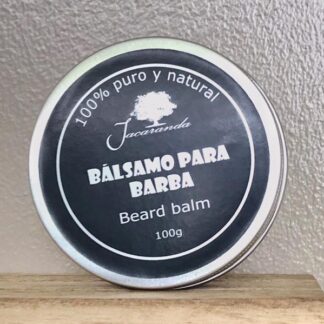 100% puro y natural
Jacaranda
BÁLSAMO PARA
BARBA
Beard balm
100g